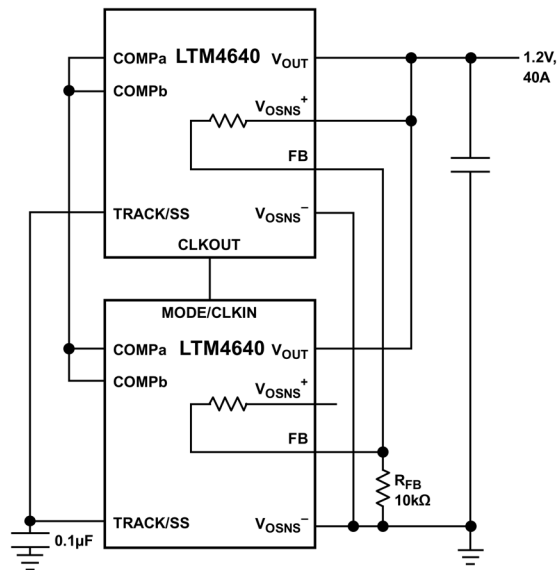 COMPa LTM4640 VOUT
1.2V,
40A
COMPb
VOSNS+
FB
TRACK/SS VOSNS–
CLKOUT
MODE/CLKIN
COMPa LTM4640 VOUT
COMPb
VOSNS+
FB
RFB
10kΩ
TRACK/SS VOSNS–
0.1µF